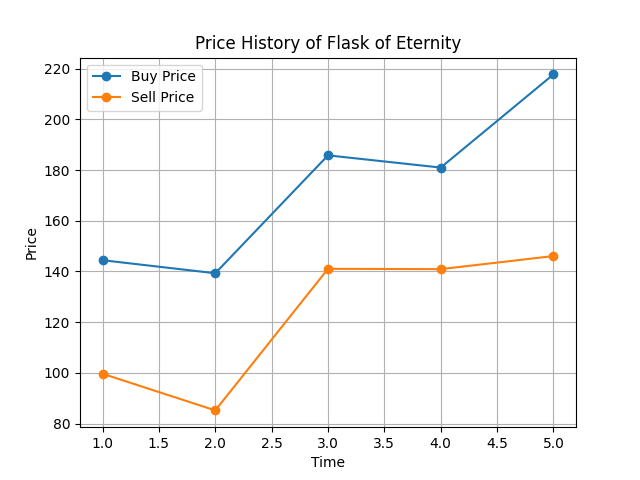 Price History of Flask of Eternity
Buy Price
Sell Price
220
200
180
160
140
120
100
80
Price
1.0 1.5 2.0 2.5 3.0 3.5 4.0 4.5 5.0
Time